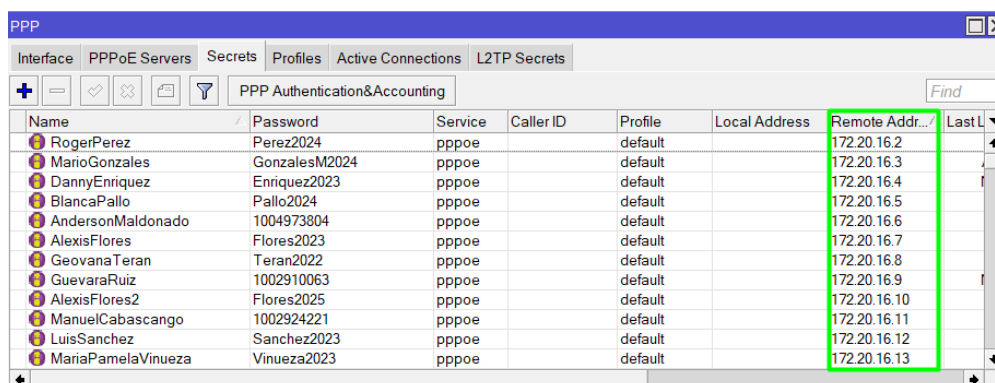 PPP
Interface PPPoE Servers Secrets Profiles Active Connections L2TP Secrets
PPP Authentication&Accounting Find
Name Password Service Caller ID Profile Local Address Remote Addr... Last L
RogerPerez Perez2024 pppoe default 172.20.16.2
MarioGonzales GonzalesM2024 pppoe default 172.20.16.3
DannyEnriquez Enriquez2023 pppoe default 172.20.16.4
BlancaPallo Pallo2024 pppoe default 172.20.16.5
AndersonMaldonado 1004973804 pppoe default 172.20.16.6
AlexisFlores Flores2023 pppoe default 172.20.16.7
GeovanaTeran Teran2022 pppoe default 172.20.16.8
GuevaraRuiz 1002910063 pppoe default 172.20.16.9
AlexisFlores2 Flores2025 pppoe default 172.20.16.10
ManuelCabascango 1002924221 pppoe default 172.20.16.11
LuisSanchez Sanchez2023 pppoe default 172.20.16.12
MariaPamelaVinueza Vinueza2023 pppoe default 172.20.16.13